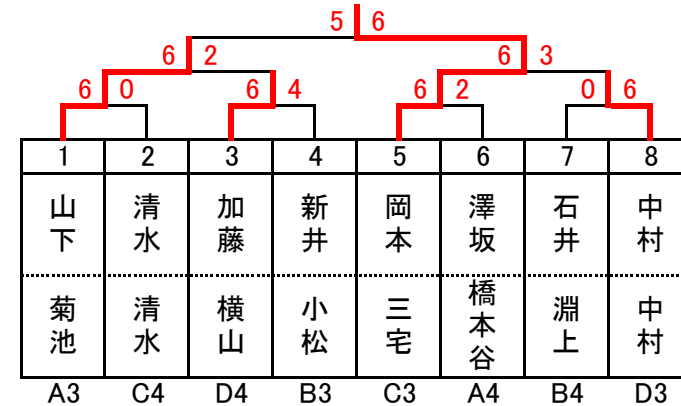 5 6
6 2 6 3
6 0 6 4 6 2 0 6
1 2 3 4 5 6 7 8
山下 清水 加藤 新井 岡本 澤坂 石井 中村
菊池 清水 横山 小松 三宅 橋本谷 淵上 中村
A3 C4 D4 B3 C3 A4 B4 D3